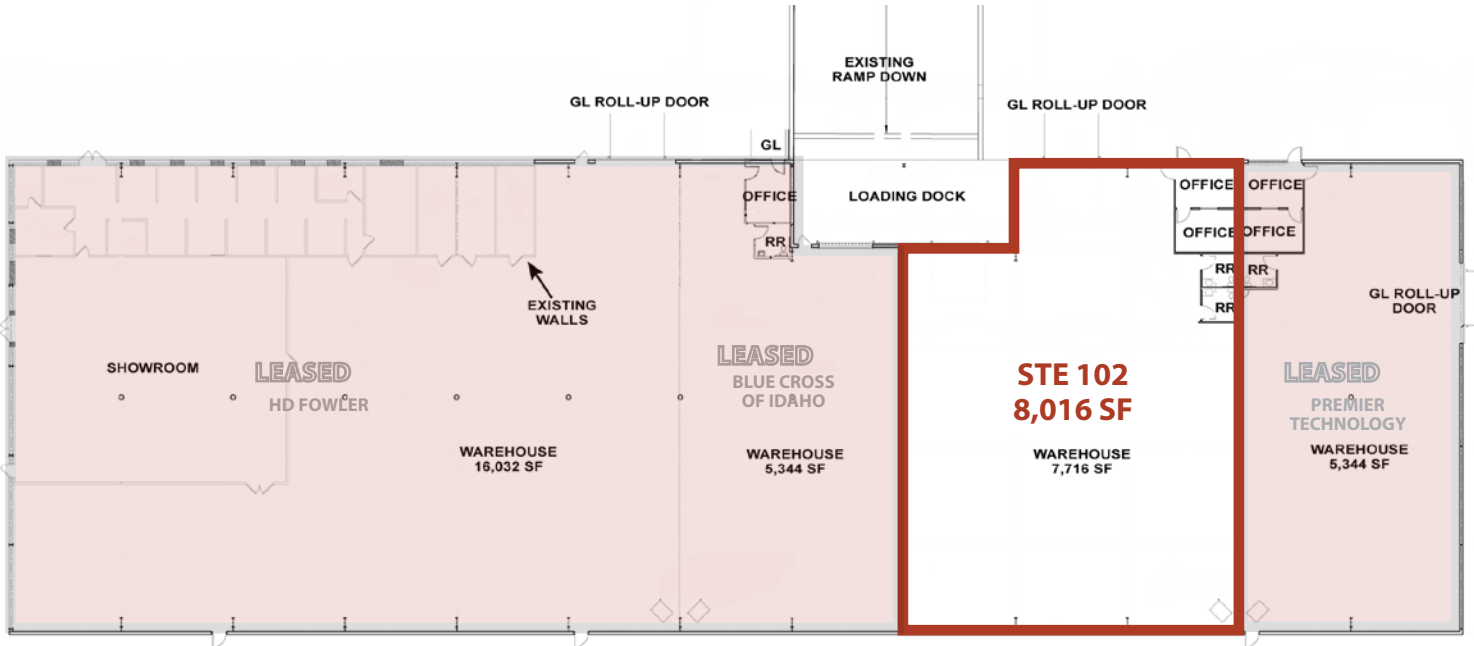 EXISTING
RAMP DOWN
GL ROLL-UP DOOR
GL ROLL-UP DOOR
GL
OFFICE
LOADING DOCK
OFFICE
OFFICE
RR
OFFICE
OFFICE
RR
RR
RR
EXISTING
WALLS
GL ROLL-UP
DOOR
SHOWROOM
LEASED
HD FOWLER
LEASED
BLUE CROSS
OF IDAHO
STE 102
8,016 SF
LEASED
PREMIER
TECHNOLOGY
WAREHOUSE
16,032 SF
WAREHOUSE
5,344 SF
WAREHOUSE
7,716 SF
WAREHOUSE
5,344 SF